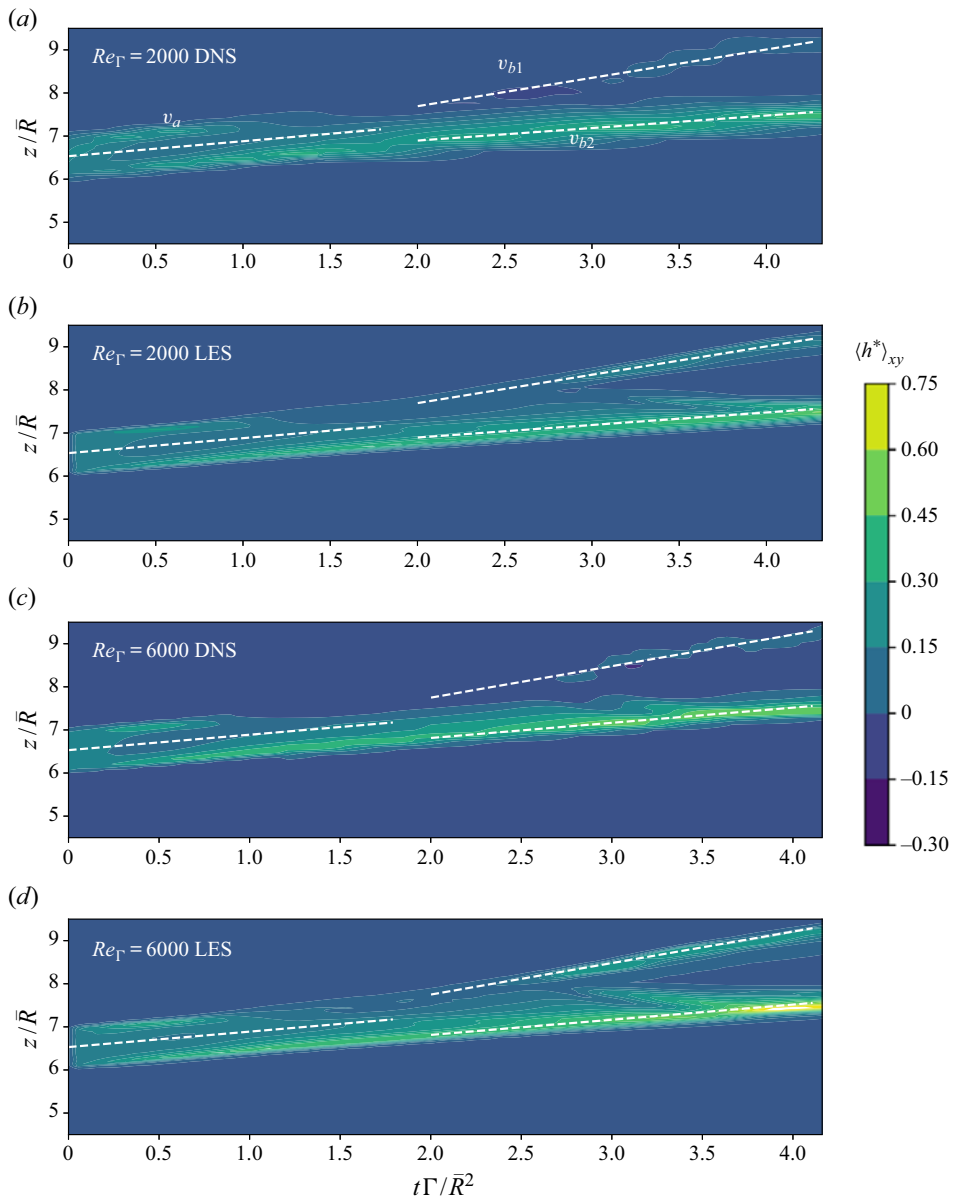 (a)
Re_Γ = 2000 DNS
v_a
v_{b1}
v_{b2}
z/R̄
9
8
7
6
5
0 0.5 1.0 1.5 2.0 2.5 3.0 3.5 4.0
(b)
Re_Γ = 2000 LES
z/R̄
9
8
7
6
5
0 0.5 1.0 1.5 2.0 2.5 3.0 3.5 4.0
(c)
Re_Γ = 6000 DNS
z/R̄
9
8
7
6
5
0 0.5 1.0 1.5 2.0 2.5 3.0 3.5 4.0
(d)
Re_Γ = 6000 LES
z/R̄
9
8
7
6
5
0 0.5 1.0 1.5 2.0 2.5 3.0 3.5 4.0
tΓ/R̄²
⟨h*⟩_{xy}
0.75
0.60
0.45
0.30
0.15
0
–0.15
–0.30